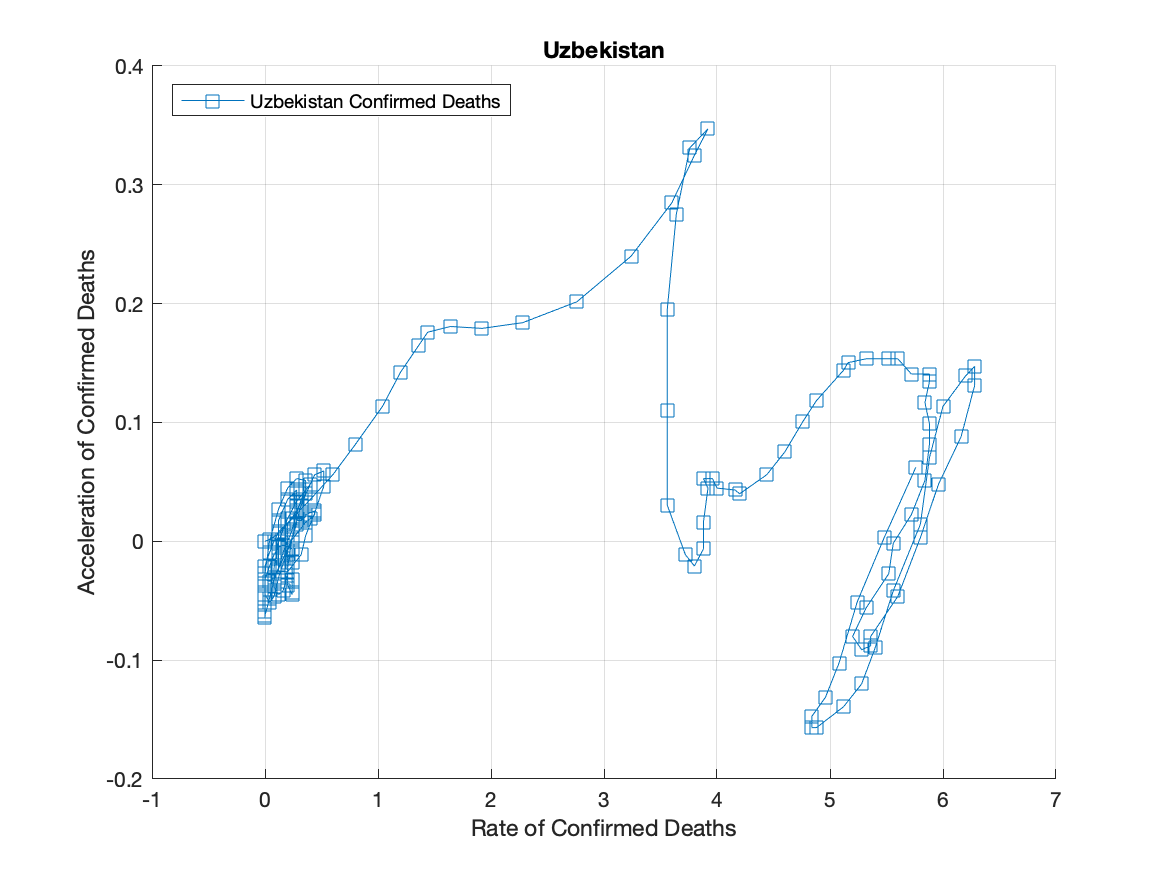 Uzbekistan
Uzbekistan Confirmed Deaths
0.4
0.3
0.2
0.1
0
-0.1
-0.2
Acceleration of Confirmed Deaths
-1 0 1 2 3 4 5 6 7
Rate of Confirmed Deaths